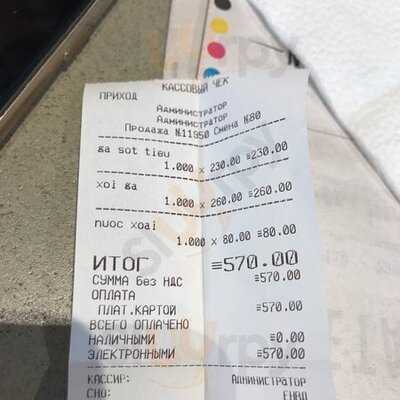 КАССОВЫЙ ЧЕК
ПРИХОД
Администратор
Администратор
Продажа №11950 Смена №80
ga sot tieu
1.000 x 230.00 ≡230.00
xoi ga
1.000 x 260.00 ≡260.00
nuoc xoai
1.000 x 80.00 ≡80.00
ИТОГ ≡570.00
СУММА без НДС ≡570.00
ОПЛАТА
ПЛАТ.КАРТОЙ ≡570.00
ВСЕГО ОПЛАЧЕНО
НАЛИЧНЫМИ ≡0.00
ЭЛЕКТРОННЫМИ ≡570.00
КАССИР: Администратор
СНО: ЕНВД